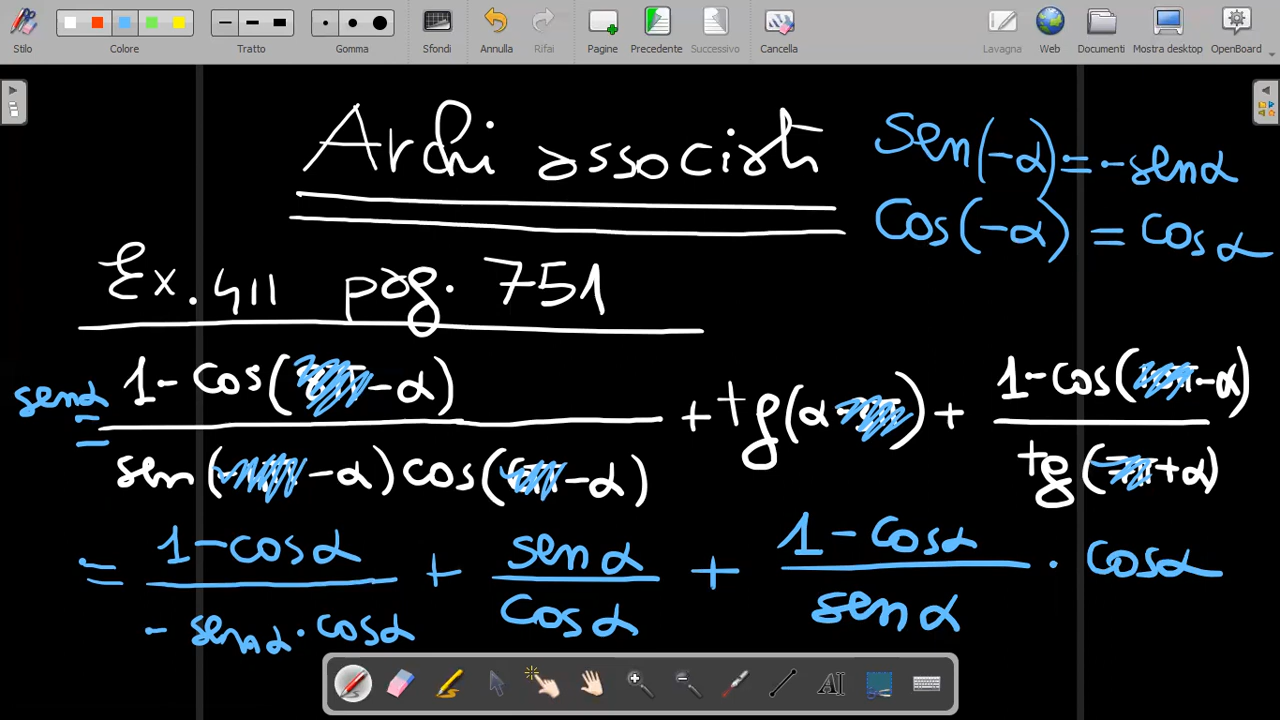 Stilo Colore Tratto Gomma Sfondi Annulla Rifai Pagine Precedente Successivo Cancella Lavagna Web Documenti Mostra desktop OpenBoard
Archi associati
sen(-α) = -senα
cos(-α) = cosα
Ex. 411 pag. 751
senα =
1-cos( -α) / sen( -α)cos( -α) + tg(α ) + 1-cos( -α) / tg( +α)
= 1-cosα / -senα·cosα + senα / cosα + 1-cosα / senα · cosα